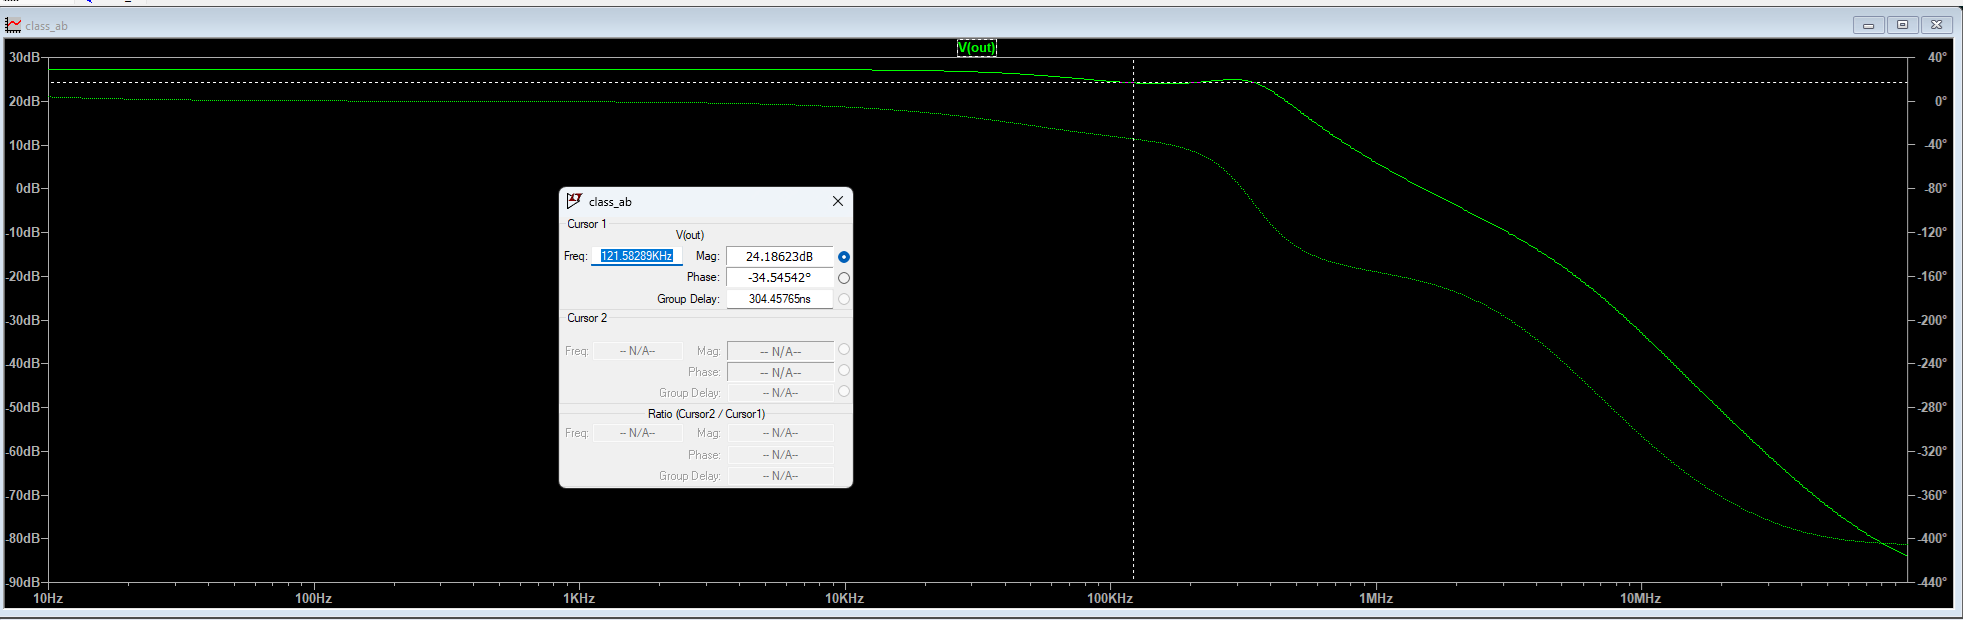 class_ab
V(out)
30dB
20dB
10dB
0dB
-10dB
-20dB
-30dB
-40dB
-50dB
-60dB
-70dB
-80dB
-90dB
40°
0°
-40°
-80°
-120°
-160°
-200°
-240°
-280°
-320°
-360°
-400°
-440°
10Hz 100Hz 1KHz 10KHz 100KHz 1MHz 10MHz
class_ab
Cursor 1
V(out)
Freq: 121.58289KHz Mag: 24.18623dB
Phase: -34.54542°
Group Delay: 304.45765ns
Cursor 2
Freq: -- N/A-- Mag: -- N/A--
Phase: -- N/A--
Group Delay: -- N/A--
Ratio (Cursor2 / Cursor1)
Freq: -- N/A-- Mag: -- N/A--
Phase: -- N/A--
Group Delay: -- N/A--